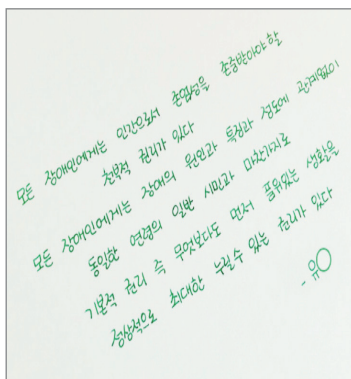 모든 장애인에게는 인간으로서 존엄성을 존중받아야 할
천부적 권리가 있다
모든 장애인에게는 장애의 원인과 특징과 정도에 관계없이
동일한 연령의 일반 시민과 마찬가지로
기본적 권리 즉 무엇보다도 먼저 품위있는 생활을
정상적으로 최대한 누릴 수 있는 권리가 있다